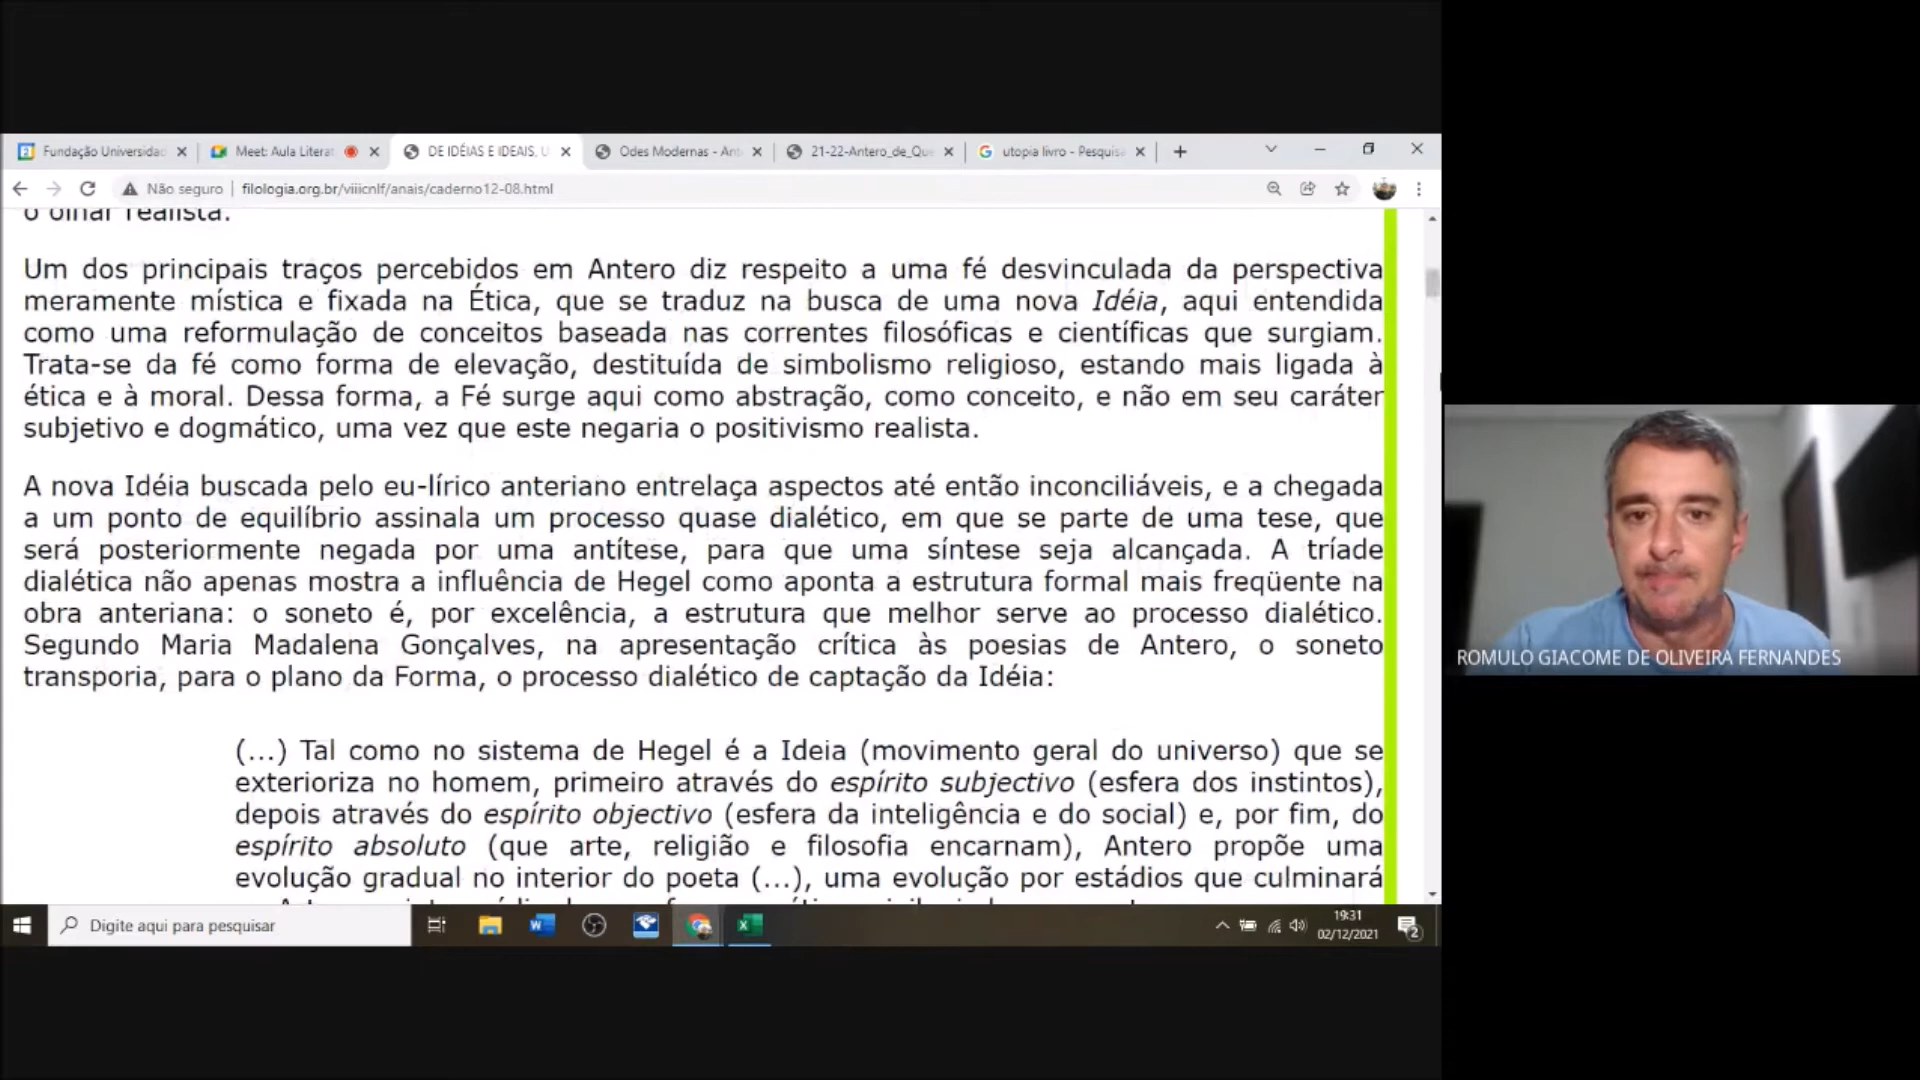 Fundação Universidad
Meet: Aula Literat
DE IDÉIAS E IDEAIS, U
Odes Modernas - Ant
21-22-Antero_de_Que
utopia livro - Pesquisa
Não seguro | filologia.org.br/viiicnlf/anais/caderno12-08.html
o olhar realista.
Um dos principais traços percebidos em Antero diz respeito a uma fé desvinculada da perspectiva
meramente mística e fixada na Ética, que se traduz na busca de uma nova Idéia, aqui entendida
como uma reformulação de conceitos baseada nas correntes filosóficas e científicas que surgiam.
Trata-se da fé como forma de elevação, destituída de simbolismo religioso, estando mais ligada à
ética e à moral. Dessa forma, a Fé surge aqui como abstração, como conceito, e não em seu caráter
subjetivo e dogmático, uma vez que este negaria o positivismo realista.
A nova Idéia buscada pelo eu-lírico anteriano entrelaça aspectos até então inconciliáveis, e a chegada
a um ponto de equilíbrio assinala um processo quase dialético, em que se parte de uma tese, que
será posteriormente negada por uma antítese, para que uma síntese seja alcançada. A tríade
dialética não apenas mostra a influência de Hegel como aponta a estrutura formal mais freqüente na
obra anteriana: o soneto é, por excelência, a estrutura que melhor serve ao processo dialético.
Segundo Maria Madalena Gonçalves, na apresentação crítica às poesias de Antero, o soneto
transporia, para o plano da Forma, o processo dialético de captação da Idéia:
(...) Tal como no sistema de Hegel é a Ideia (movimento geral do universo) que se
exterioriza no homem, primeiro através do espírito subjectivo (esfera dos instintos),
depois através do espírito objectivo (esfera da inteligência e do social) e, por fim, do
espírito absoluto (que arte, religião e filosofia encarnam), Antero propõe uma
evolução gradual no interior do poeta (...), uma evolução por estádios que culminará
ROMULO GIACOME DE OLIVEIRA FERNANDES
Digite aqui para pesquisar
19:31
02/12/2021
2